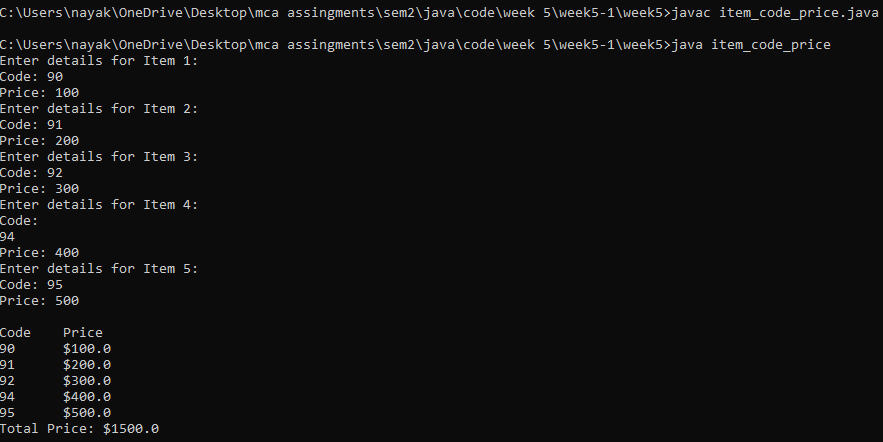 C:\Users\nayak\OneDrive\Desktop\mca assingments\sem2\java\code\week 5\week5-1\week5>javac item_code_price.java
C:\Users\nayak\OneDrive\Desktop\mca assingments\sem2\java\code\week 5\week5-1\week5>java item_code_price
Enter details for Item 1:
Code: 90
Price: 100
Enter details for Item 2:
Code: 91
Price: 200
Enter details for Item 3:
Code: 92
Price: 300
Enter details for Item 4:
Code:
94
Price: 400
Enter details for Item 5:
Code: 95
Price: 500
Code    Price
90      $100.0
91      $200.0
92      $300.0
94      $400.0
95      $500.0
Total Price: $1500.0